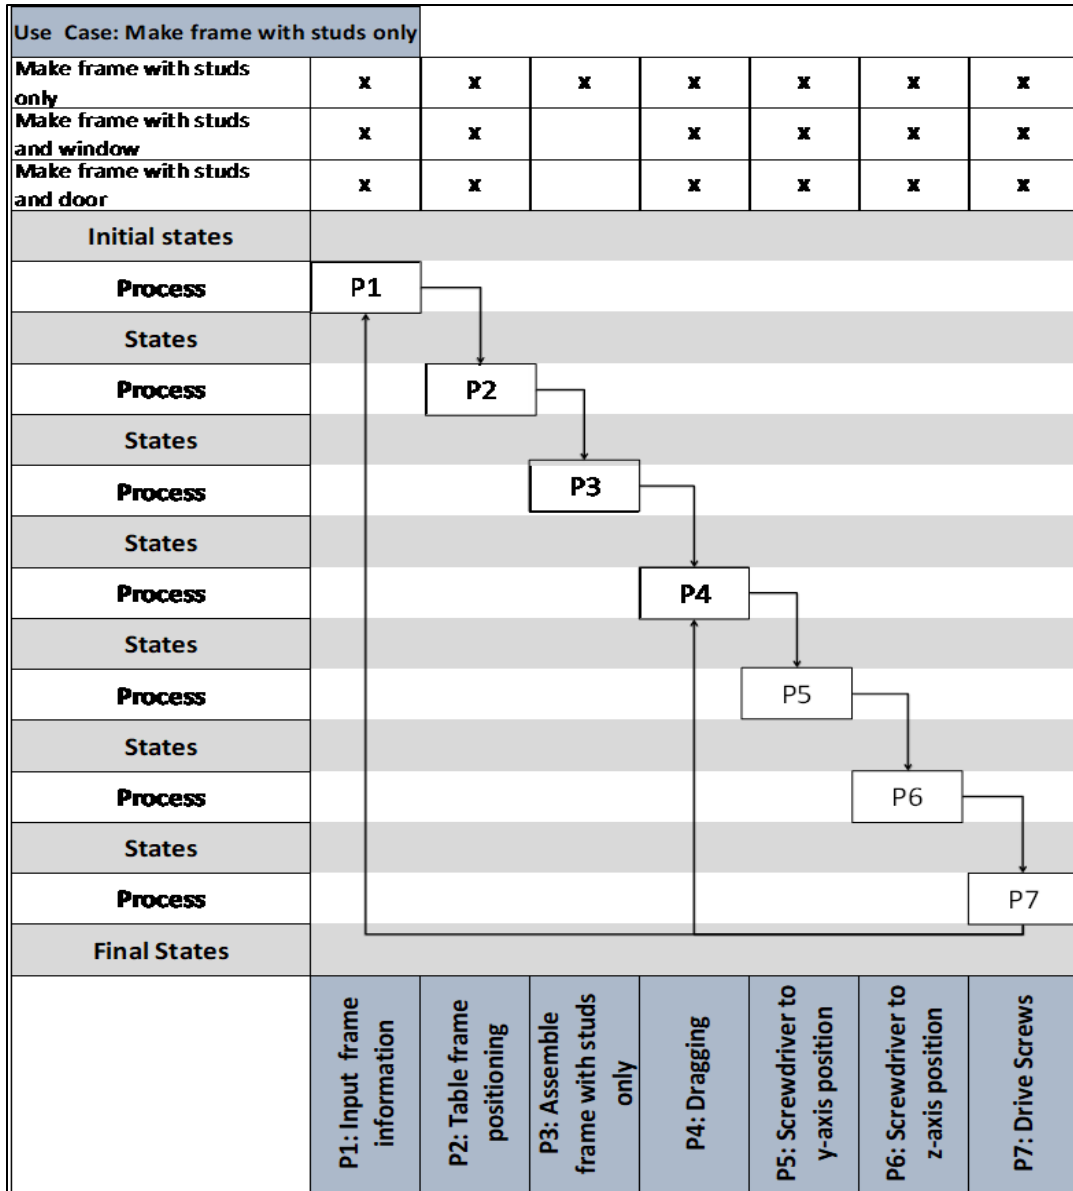 Use Case: Make frame with studs only
Make frame with studs
only
x x x x x x x
Make frame with studs
and window
x x x x x x
Make frame with studs
and door
x x x x x x
Initial states
Process
P1
States
Process
P2
States
Process
P3
States
Process
P4
States
Process
P5
States
Process
P6
States
Process
P7
Final States
P1: Input frame
information
P2: Table frame
positioning
P3: Assemble
frame with studs
only
P4: Dragging
P5: Screwdriver to
y-axis position
P6: Screwdriver to
z-axis position
P7: Drive Screws